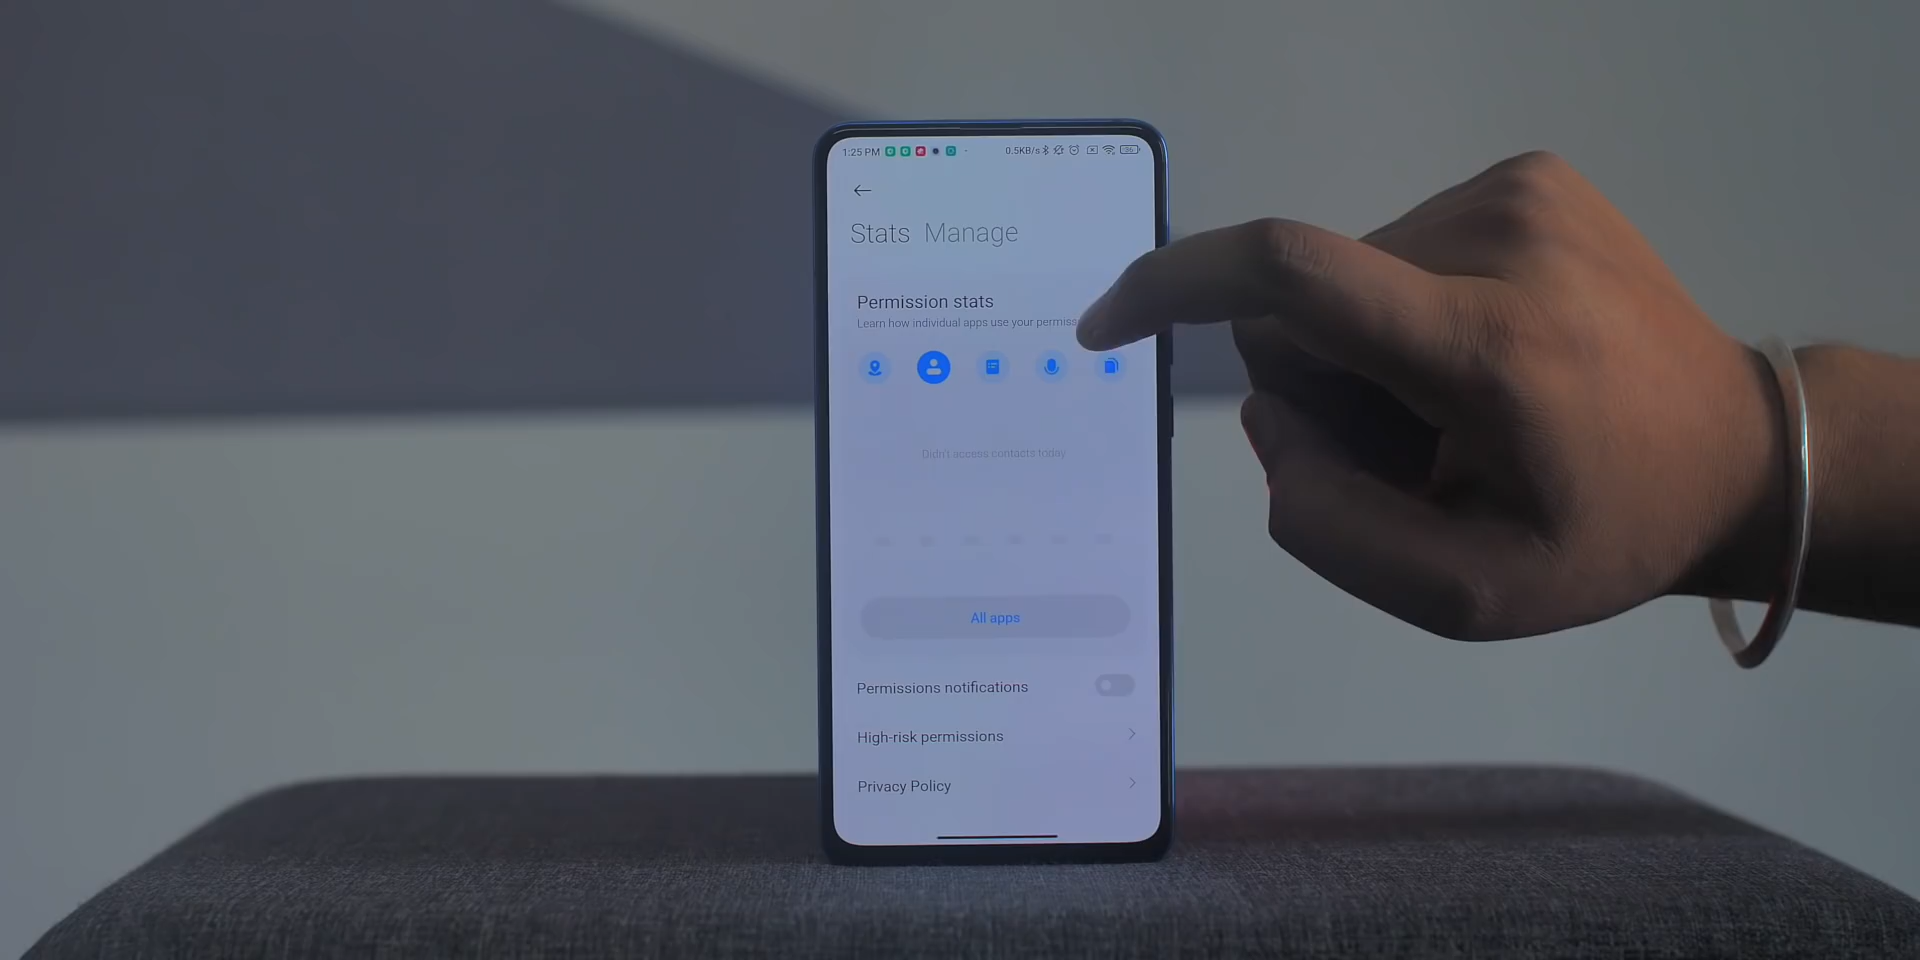 1:25 PM 0.5KB/s
Stats Manage
Permission stats
Learn how individual apps use your
Didn't access contacts today
All apps
Permissions notifications
High-risk permissions
Privacy Policy